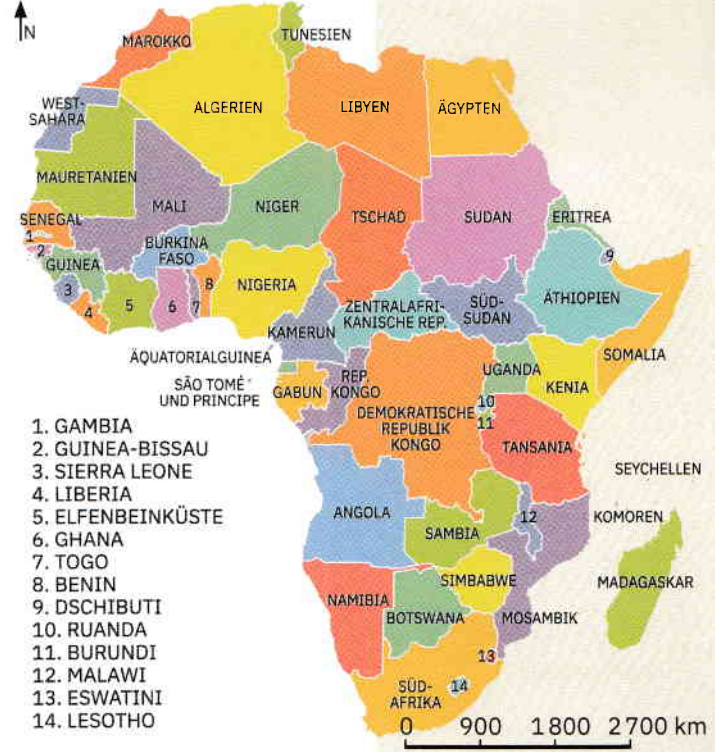 N
MAROKKO
TUNESIEN
WEST-
SAHARA
ALGERIEN
LIBYEN
ÄGYPTEN
MAURETANIEN
MALI
NIGER
TSCHAD
SUDAN
ERITREA
SENEGAL
1
2
GUINEA
BURKINA
FASO
3
4
5
6
7
8
NIGERIA
9
ÄTHIOPIEN
ZENTRALAFRI-
KANISCHE REP.
SÜD-
SUDAN
KAMERUN
SOMALIA
ÄQUATORIALGUINEA
SÃO TOMÉ
UND PRINCIPE
GABUN
REP.
KONGO
DEMOKRATISCHE
REPUBLIK
KONGO
UGANDA
KENIA
10
11
TANSANIA
SEYCHELLEN
KOMOREN
ANGOLA
SAMBIA
12
MADAGASKAR
NAMIBIA
SIMBABWE
BOTSWANA
MOSAMBIK
13
SÜD-
AFRIKA
14
1. GAMBIA
2. GUINEA-BISSAU
3. SIERRA LEONE
4. LIBERIA
5. ELFENBEINKÜSTE
6. GHANA
7. TOGO
8. BENIN
9. DSCHIBUTI
10. RUANDA
11. BURUNDI
12. MALAWI
13. ESWATINI
14. LESOTHO
0 900 1800 2700 km